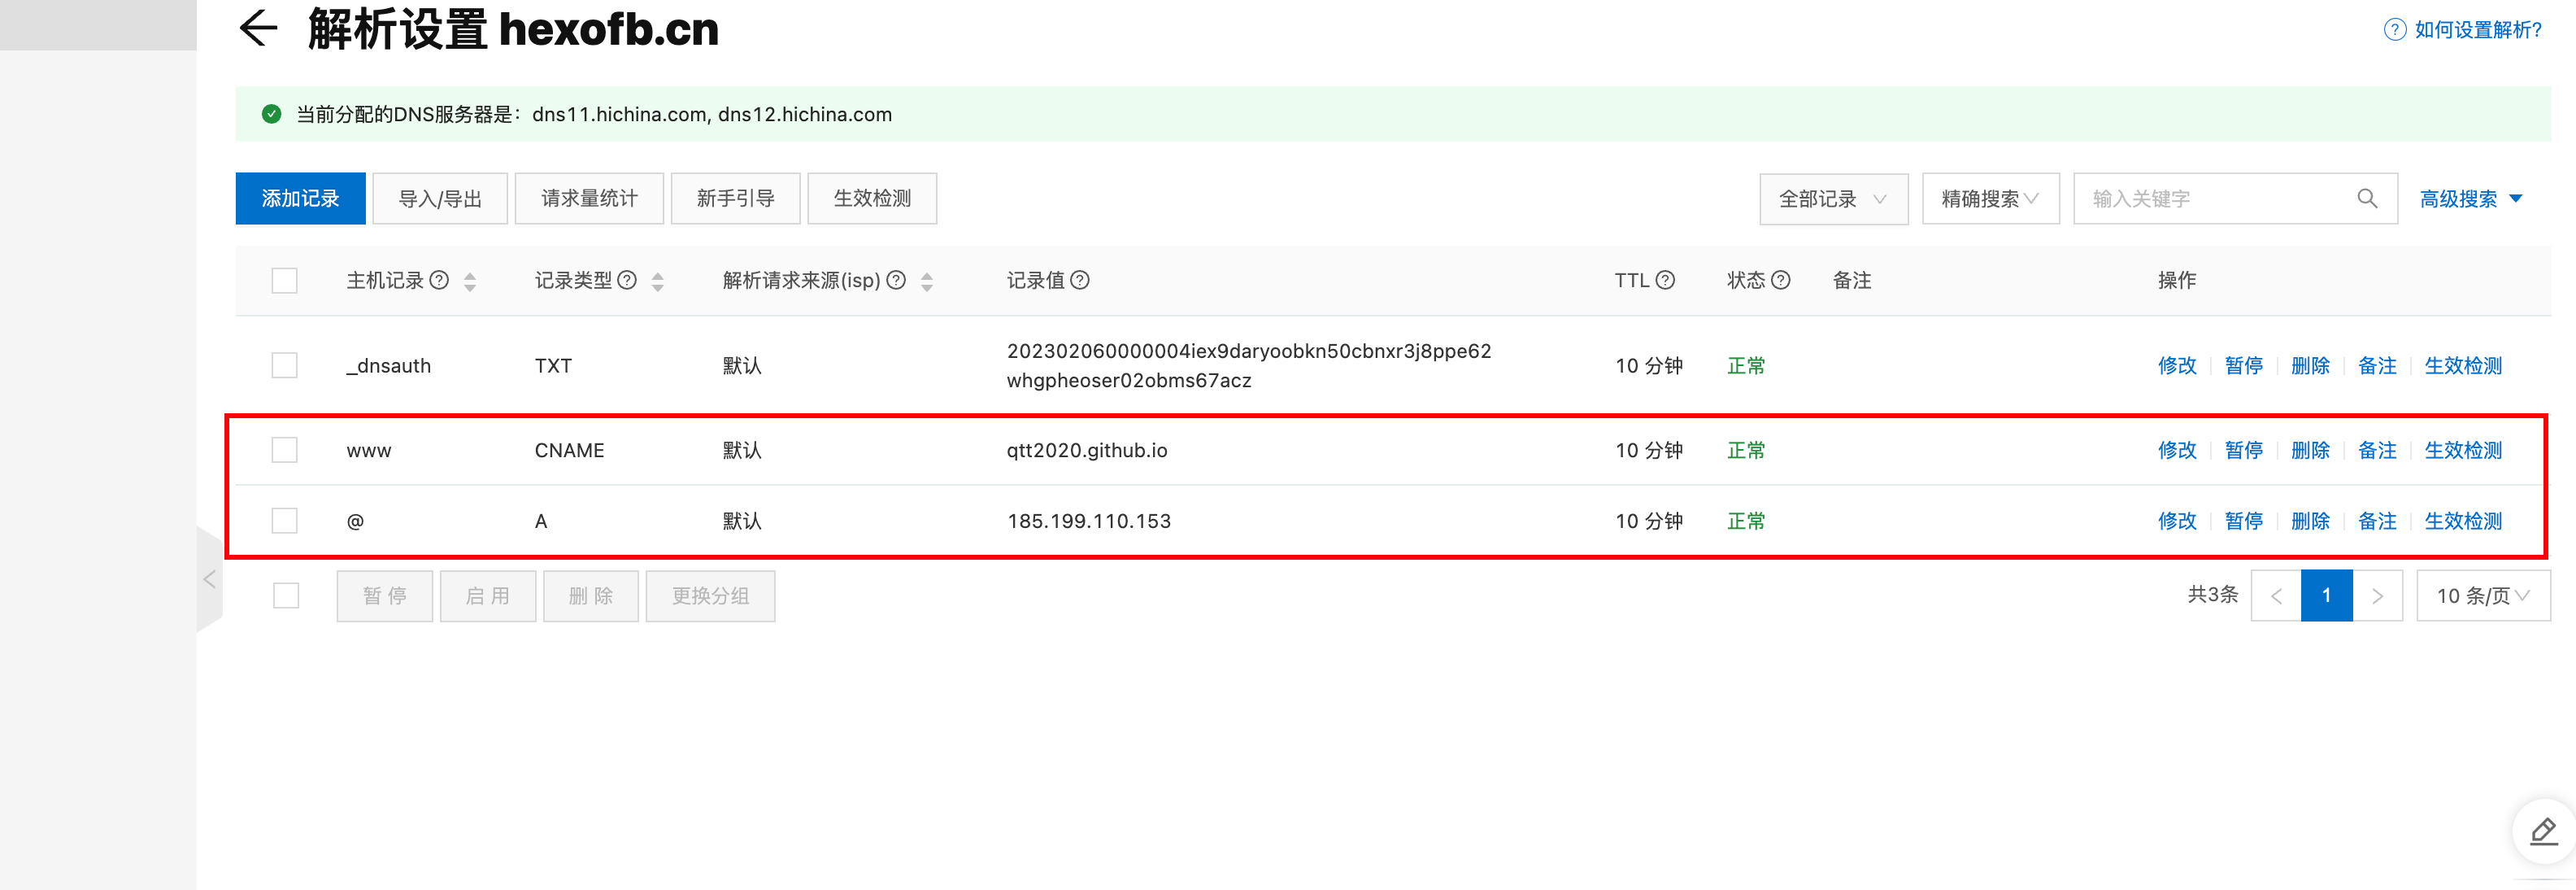 解析设置 hexofb.cn
如何设置解析?
当前分配的DNS服务器是：dns11.hichina.com, dns12.hichina.com
添加记录 导入/导出 请求量统计 新手引导 生效检测 全部记录 精确搜索 输入关键字 高级搜索
主机记录 记录类型 解析请求来源(isp) 记录值 TTL 状态 备注 操作
_dnsauth TXT 默认 202302060000004iex9daryoobkn50cbnxr3j8ppe62
whgpheoser02obms67acz 10 分钟 正常 修改 暂停 删除 备注 生效检测
www CNAME 默认 qtt2020.github.io 10 分钟 正常 修改 暂停 删除 备注 生效检测
@ A 默认 185.199.110.153 10 分钟 正常 修改 暂停 删除 备注 生效检测
暂 停 启 用 删 除 更换分组 共3条 < 1 > 10 条/页